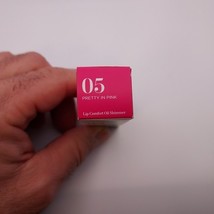 05
PRETTY IN PINK
Lip Comfort Oil Shimmer